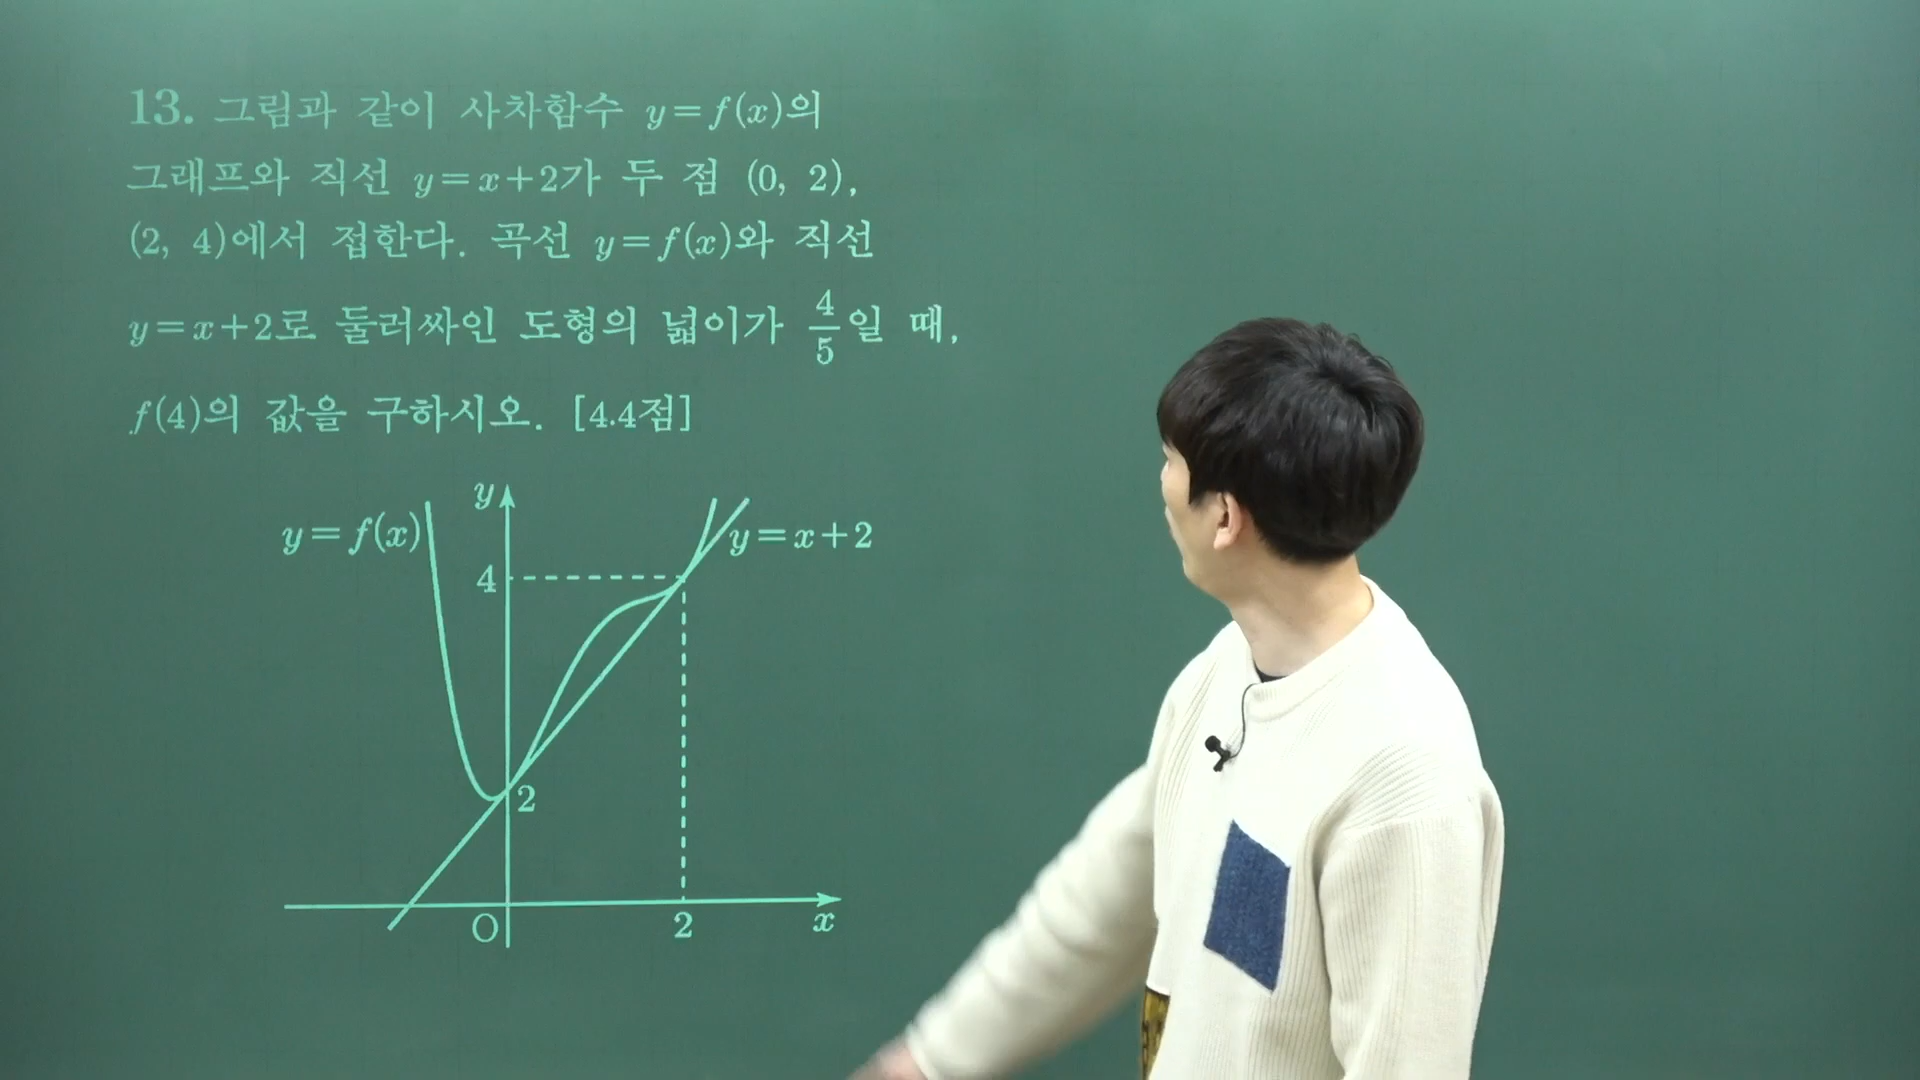 13. 그림과 같이 사차함수 y=f(x)의
그래프와 직선 y=x+2가 두 점 (0, 2),
(2, 4)에서 접한다. 곡선 y=f(x)와 직선
y=x+2로 둘러싸인 도형의 넓이가 4/5일 때,
f(4)의 값을 구하시오. [4.4점]
y
y=f(x)
y=x+2
4
2
O
2
x